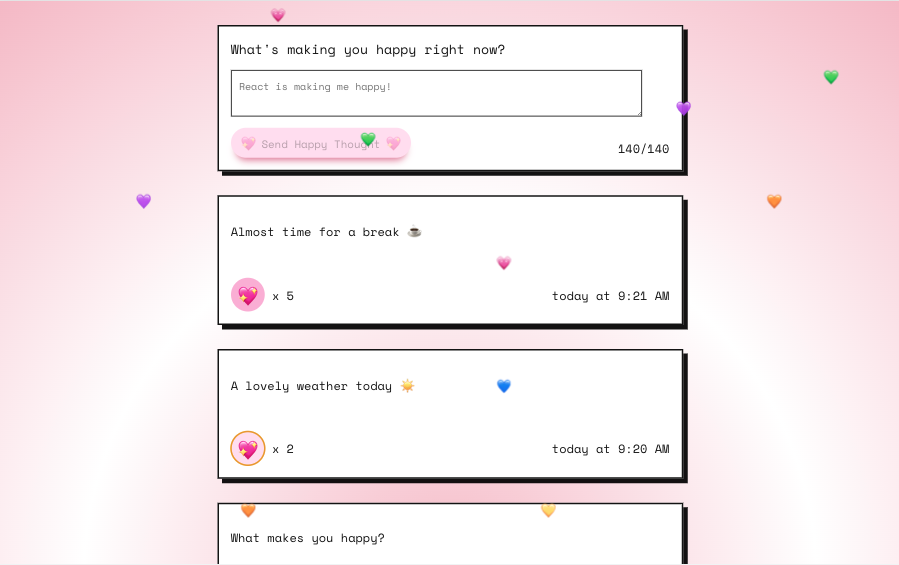 What's making you happy right now?
React is making me happy!
💖 Send Happy Thought 💖
140/140
Almost time for a break ☕
x 5
today at 9:21 AM
A lovely weather today ☀️
x 2
today at 9:20 AM
What makes you happy?